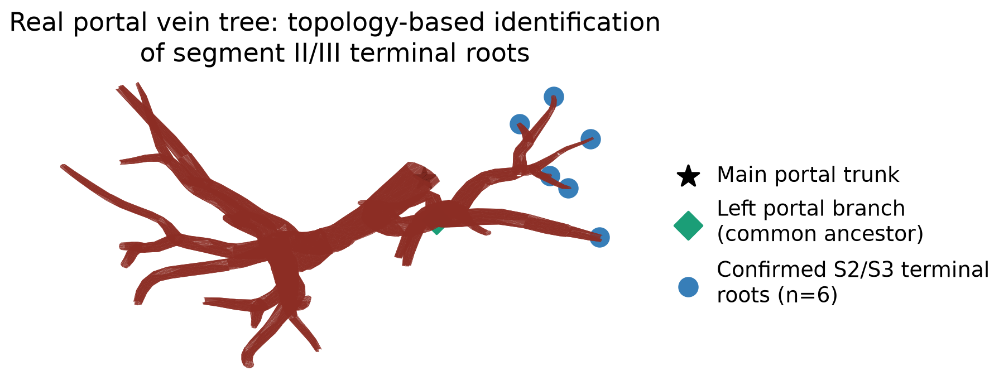 Real portal vein tree: topology-based identification
of segment II/III terminal roots
Main portal trunk
Left portal branch
(common ancestor)
Confirmed S2/S3 terminal
roots (n=6)